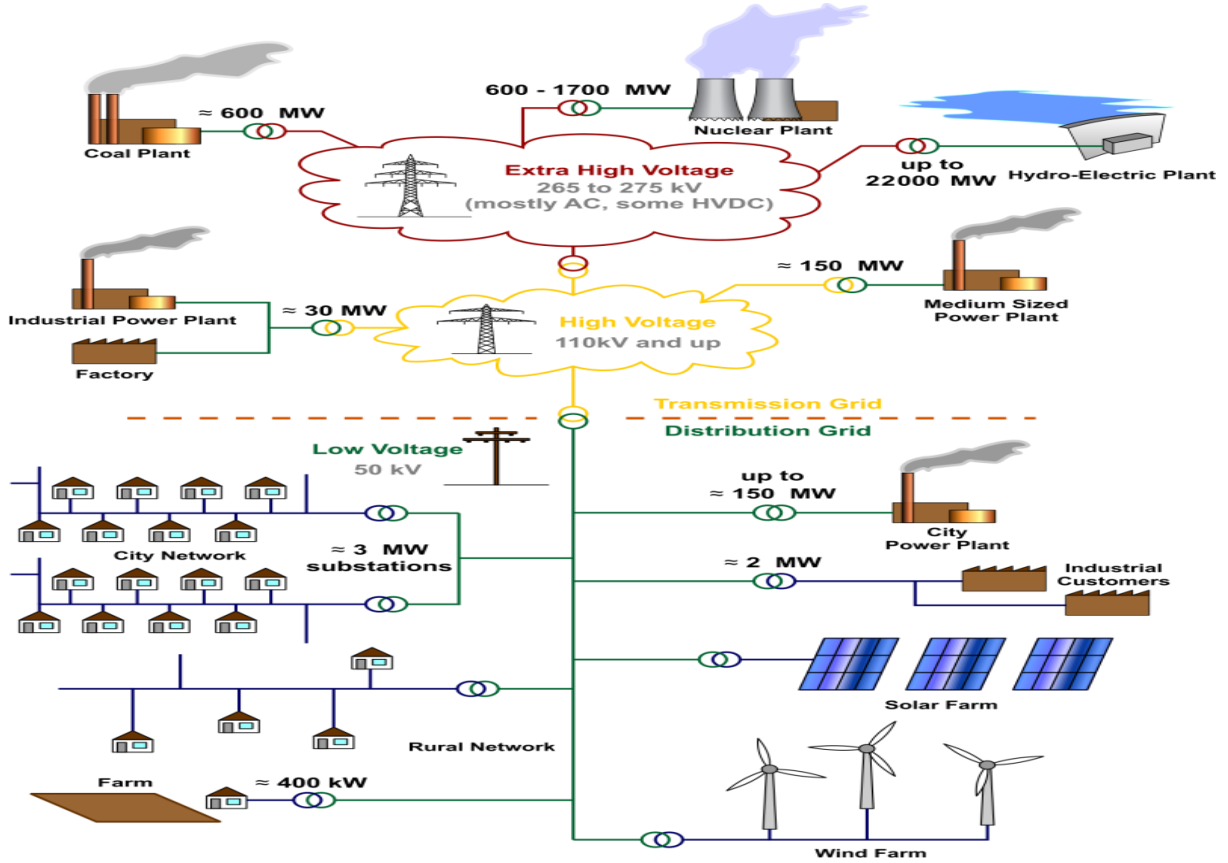 600 - 1700 MW
≈ 600 MW
Coal Plant
Nuclear Plant
Extra High Voltage
265 to 275 kV
(mostly AC, some HVDC)
up to
22000 MW
Hydro-Electric Plant
≈ 150 MW
Medium Sized
Power Plant
Industrial Power Plant
≈ 30 MW
Factory
High Voltage
110kV and up
Transmission Grid
Distribution Grid
Low Voltage
50 kV
City Network
≈ 3 MW
substations
up to
≈ 150 MW
City
Power Plant
≈ 2 MW
Industrial
Customers
Solar Farm
Rural Network
Farm
≈ 400 kW
Wind Farm